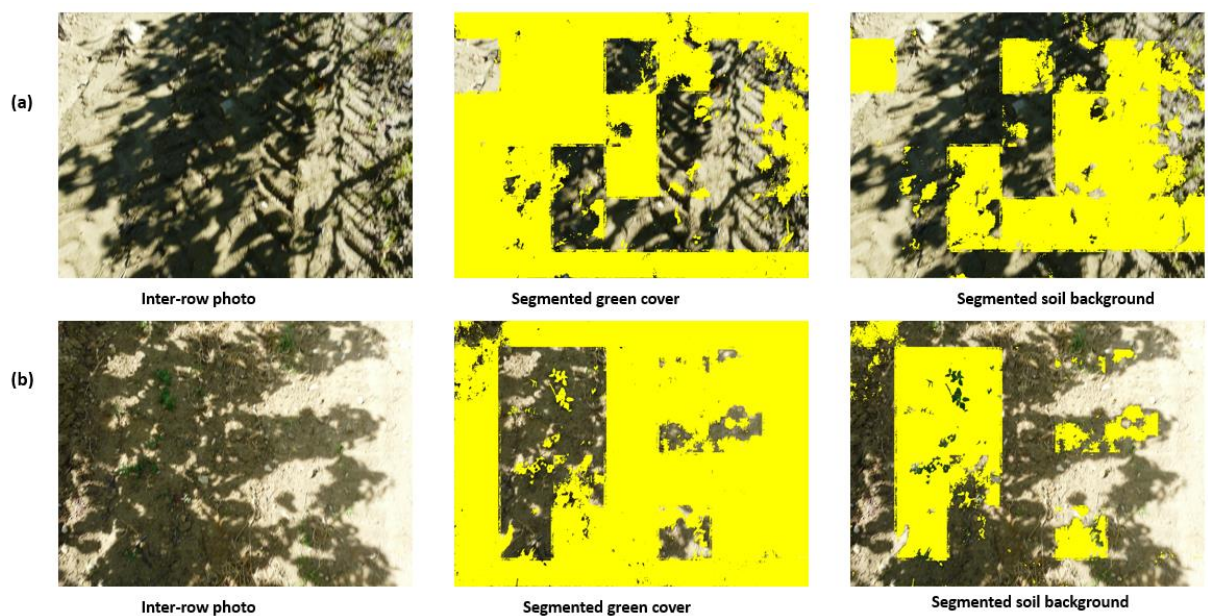 (a)
Inter-row photo
Segmented green cover
Segmented soil background
(b)
Inter-row photo
Segmented green cover
Segmented soil background